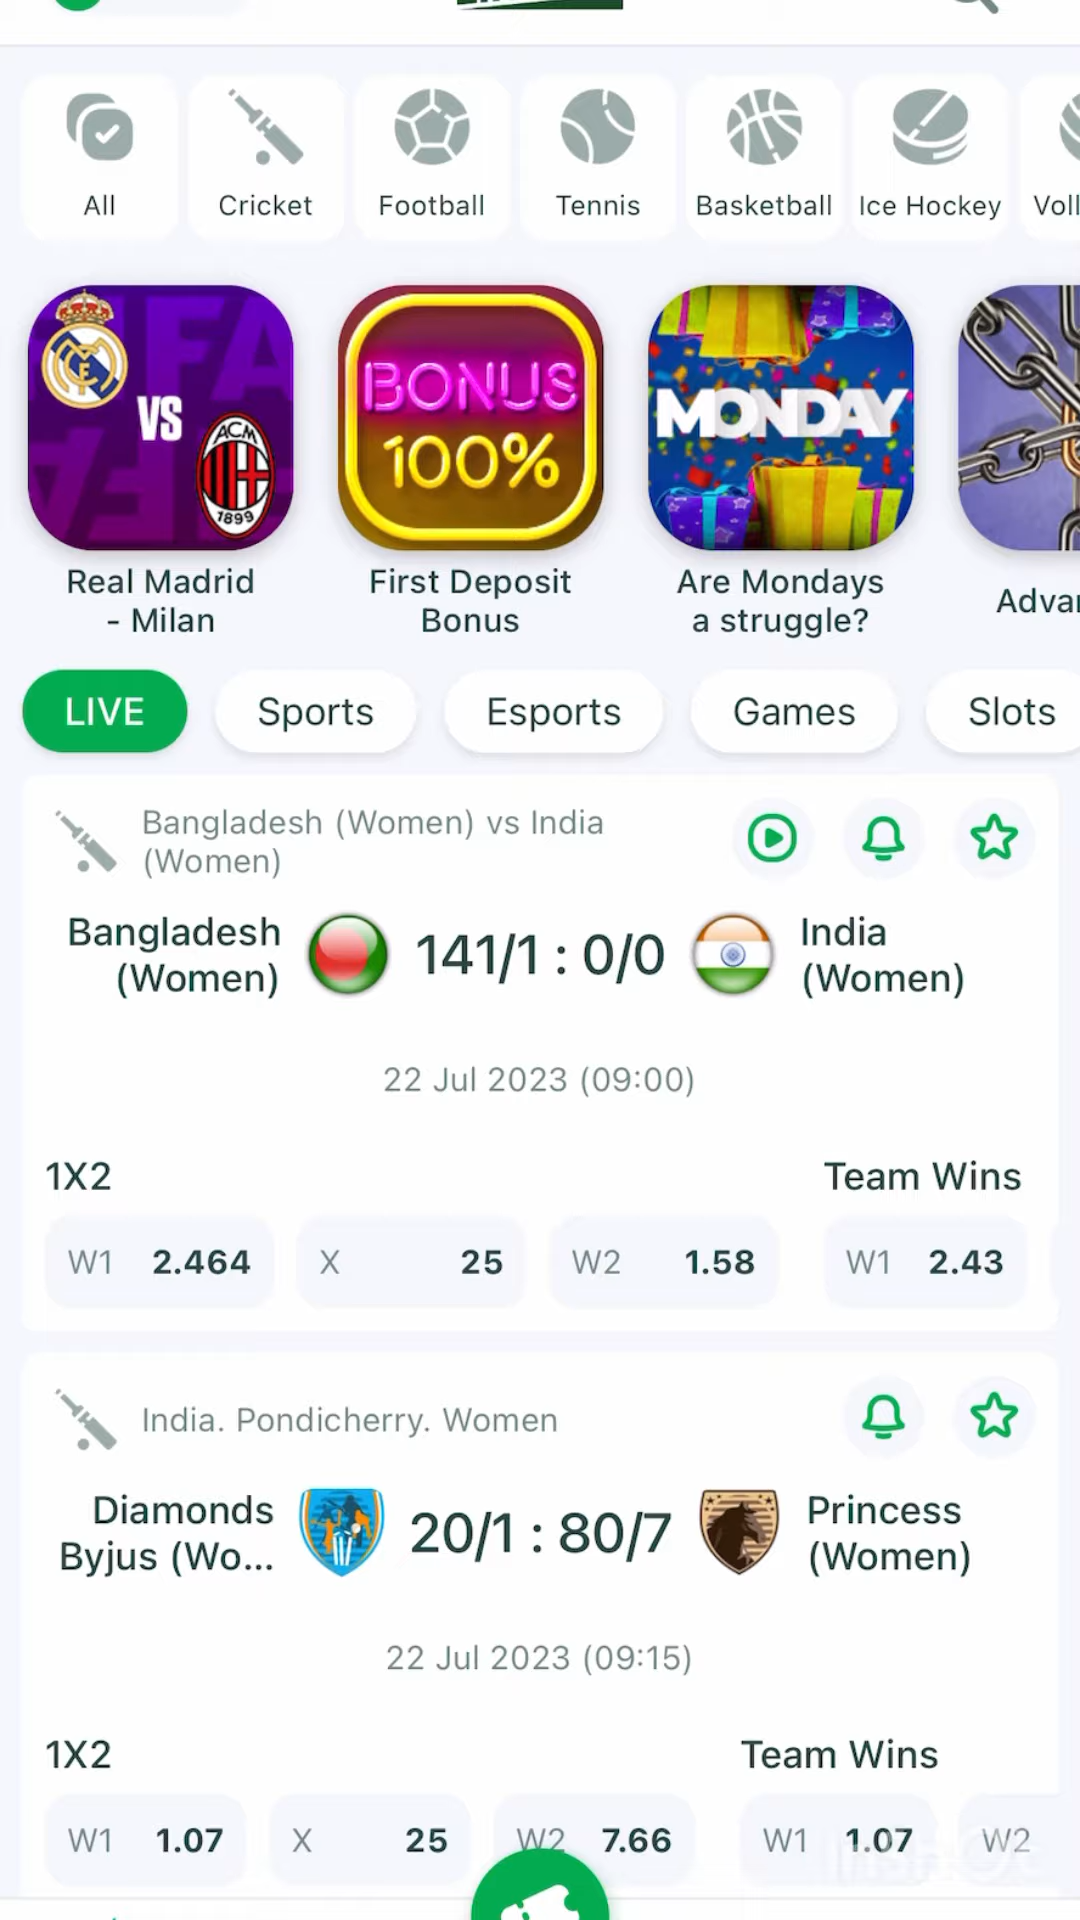 All
Cricket
Football
Tennis
Basketball
Ice Hockey
Voll
VS
ACM
1899
BONUS
100%
MONDAY
Real Madrid
- Milan
First Deposit
Bonus
Are Mondays
a struggle?
Advan
LIVE
Sports
Esports
Games
Slots
Bangladesh (Women) vs India
(Women)
Bangladesh
(Women)
141/1 : 0/0
India
(Women)
22 Jul 2023 (09:00)
1X2
Team Wins
W1 2.464
X 25
W2 1.58
W1 2.43
India. Pondicherry. Women
Diamonds
Byjus (Wo...
20/1 : 80/7
Princess
(Women)
22 Jul 2023 (09:15)
1X2
Team Wins
W1 1.07
X 25
W2 7.66
W1 1.07
W2